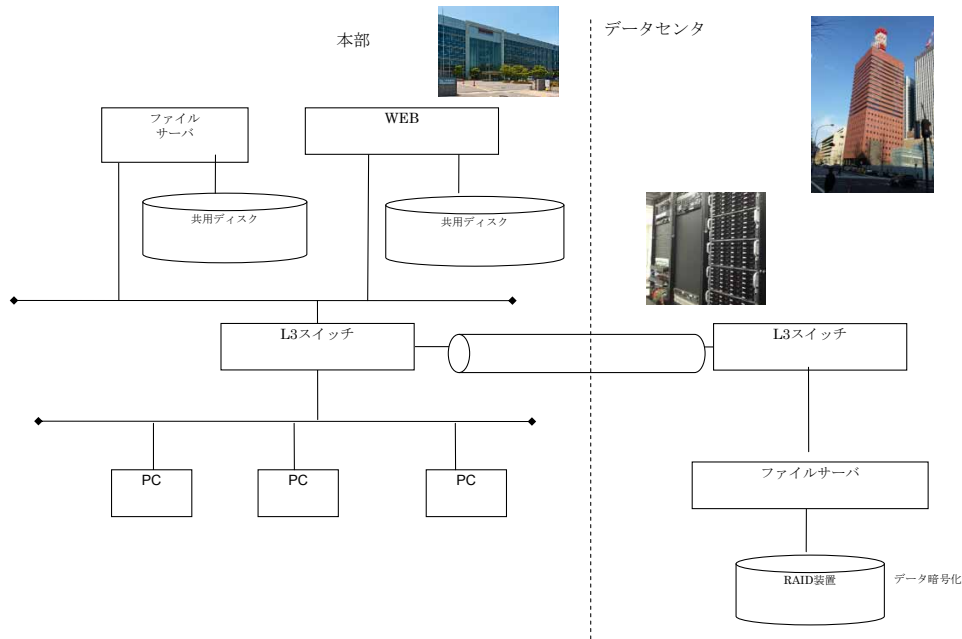 本部
データセンタ
ファイル
サーバ
WEB
共用ディスク
共用ディスク
L3スイッチ
L3スイッチ
PC
PC
PC
ファイルサーバ
RAID装置
データ暗号化